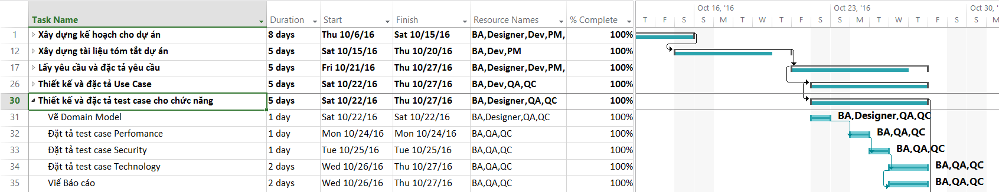 Oct 16, '16 Oct 23, '16 Oct 30, '
Task Name Duration Start Finish Resource Names % Complete T F S S M T W T F S S M T W T F S S M
1 Xây dựng kế hoạch cho dự án 8 days Thu 10/6/16 Sat 10/15/16 BA,Designer,Dev,PM, 100%
12 Xây dựng tài liệu tóm tắt dự án 5 days Sat 10/15/16 Thu 10/20/16 BA,Dev,PM 100%
17 Lấy yêu cầu và đặc tả yêu cầu 5 days Fri 10/21/16 Thu 10/27/16 BA,Designer,Dev,PM, 100%
26 Thiết kế và đặc tả Use Case 5 days Sat 10/22/16 Thu 10/27/16 BA,Dev,QA,QC 100%
30 Thiết kế và đặc tả test case cho chức năng 5 days Sat 10/22/16 Thu 10/27/16 BA,Designer,QA,QC 100%
31 Vẽ Domain Model 1 day Sat 10/22/16 Sat 10/22/16 BA,Designer,QA,QC 100% BA,Designer,QA,QC
32 Đặt tả test case Perfomance 1 day Mon 10/24/16 Mon 10/24/16 BA,QA,QC 100% BA,QA,QC
33 Đặt tả test case Security 1 day Tue 10/25/16 Tue 10/25/16 BA,QA,QC 100% BA,QA,QC
34 Đặt tả test case Technology 2 days Wed 10/26/16 Thu 10/27/16 BA,QA,QC 100% BA,QA,QC
35 Viế Báo cáo 2 days Wed 10/26/16 Thu 10/27/16 BA,QA,QC 100% BA,QA,QC